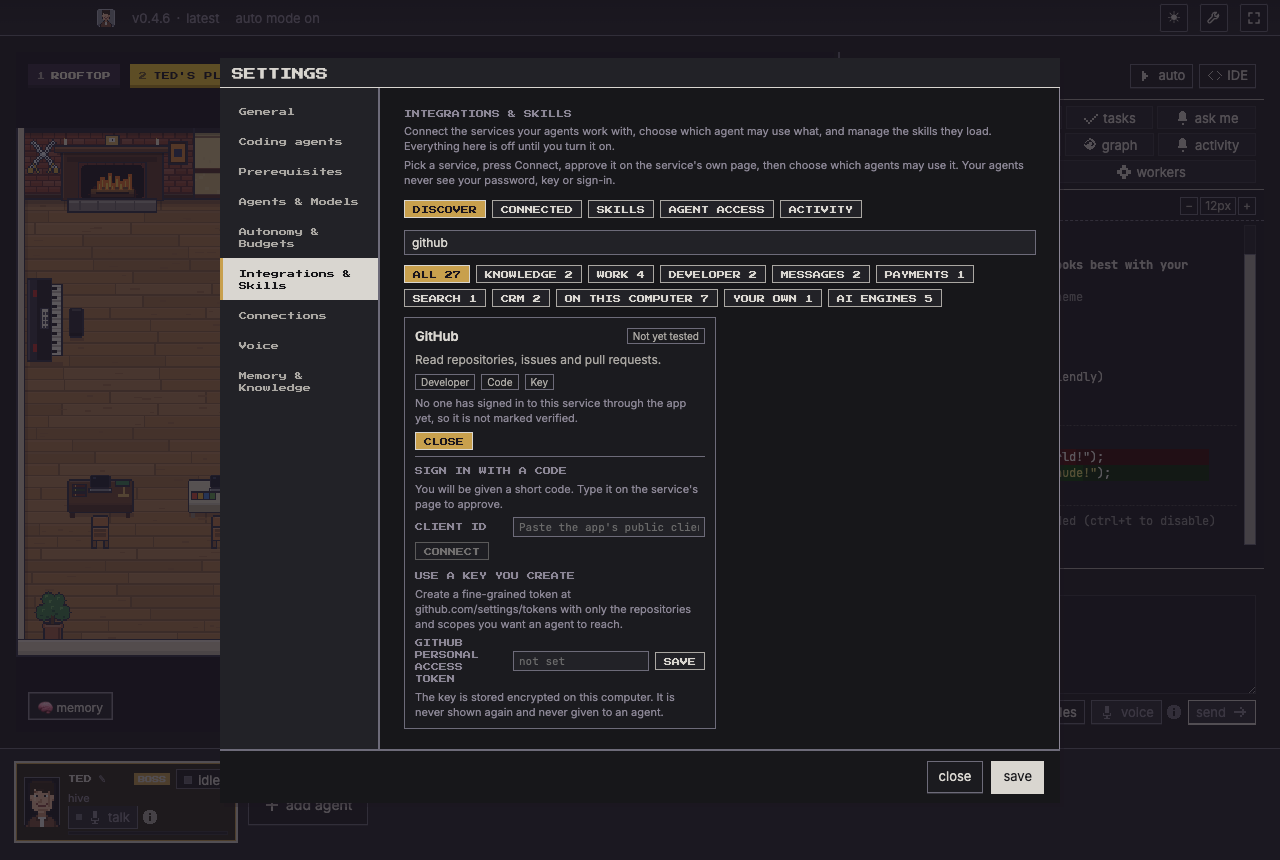 v0.4.6 · latest auto mode on
1 ROOFTOP
2 TED'S PL
SETTINGS
auto
IDE
General
Coding agents
Prerequisites
Agents & Models
Autonomy &
Budgets
Integrations &
Skills
Connections
Voice
Memory &
Knowledge
INTEGRATIONS & SKILLS
Connect the services your agents work with, choose which agent may use what, and manage the skills they load.
Everything here is off until you turn it on.
Pick a service, press Connect, approve it on the service's own page, then choose which agents may use it. Your agents
never see your password, key or sign-in.
DISCOVER CONNECTED SKILLS AGENT ACCESS ACTIVITY
github
ALL 27 KNOWLEDGE 2 WORK 4 DEVELOPER 2 MESSAGES 2 PAYMENTS 1
SEARCH 1 CRM 2 ON THIS COMPUTER 7 YOUR OWN 1 AI ENGINES 5
GitHub Not yet tested
Read repositories, issues and pull requests.
Developer Code Key
No one has signed in to this service through the app
yet, so it is not marked verified.
CLOSE
SIGN IN WITH A CODE
You will be given a short code. Type it on the service's
page to approve.
CLIENT ID Paste the app's public clien
CONNECT
USE A KEY YOU CREATE
Create a fine-grained token at
github.com/settings/tokens with only the repositories
and scopes you want an agent to reach.
GITHUB
PERSONAL
ACCESS
TOKEN
not set SAVE
The key is stored encrypted on this computer. It is
never shown again and never given to an agent.
close save
tasks ask me
graph activity
workers
- 12px +
ooks best with your
eme
endly)
rld!");
ude!");
ed (ctrl+t to disable)
voice send
memory
TED BOSS Idle
hive
talk
+ add agent